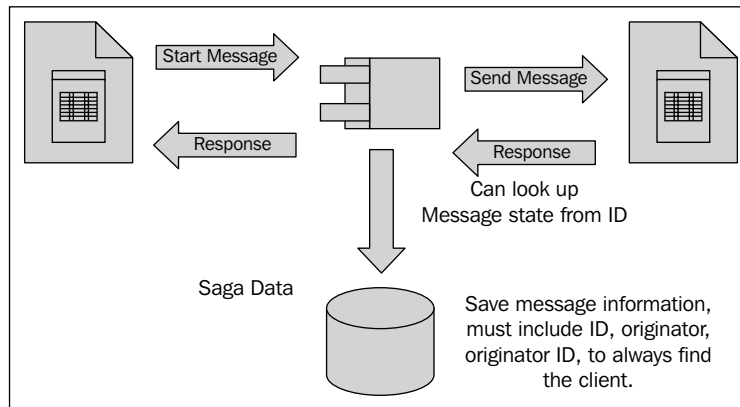 Start Message
Send Message
Response
Response
Can look up
Message state from ID
Saga Data
Save message information,
must include ID, originator,
originator ID, to always find
the client.